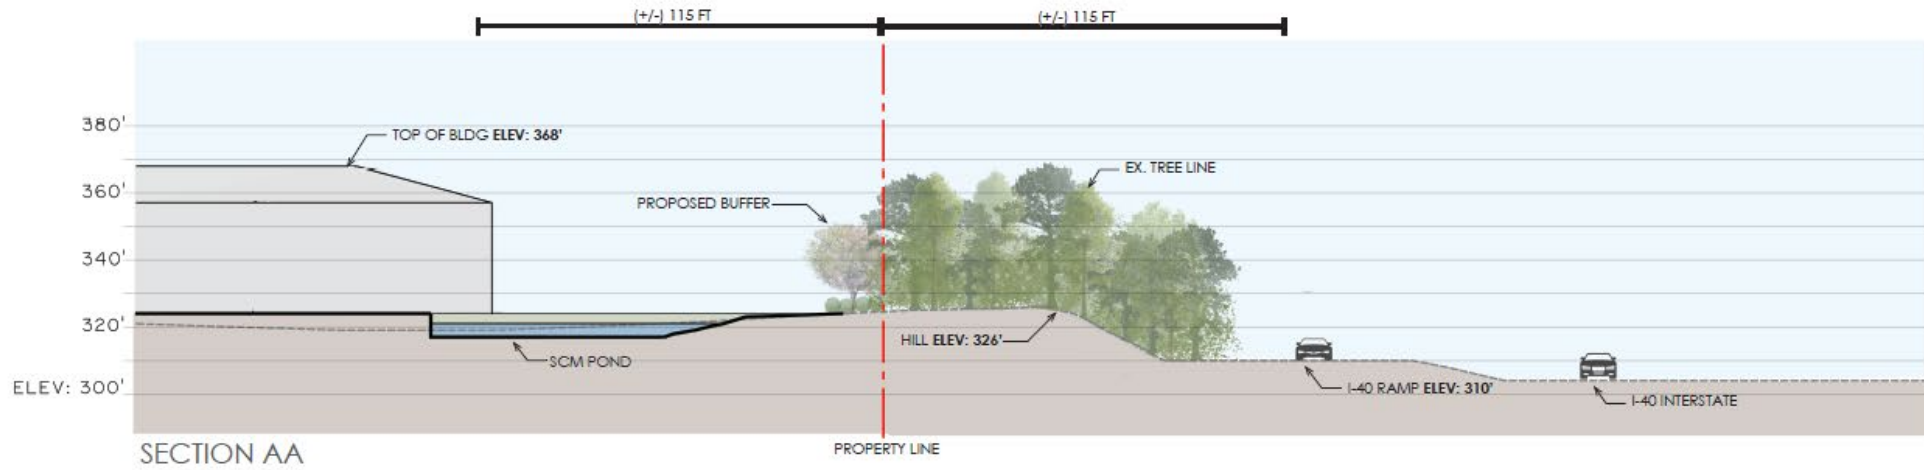 (+/-) 115 FT
(+/-) 115 FT
380'
TOP OF BLDG ELEV: 368'
EX. TREE LINE
360'
PROPOSED BUFFER
340'
320'
HILL ELEV: 326'
SCM POND
ELEV: 300'
I-40 RAMP ELEV: 310'
I-40 INTERSTATE
PROPERTY LINE
SECTION AA